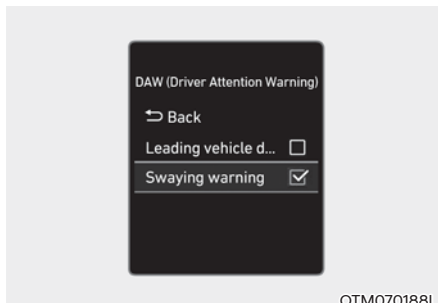 DAW (Driver Attention Warning)
Back
Leading vehicle d...
Swaying warning
OTM070188L